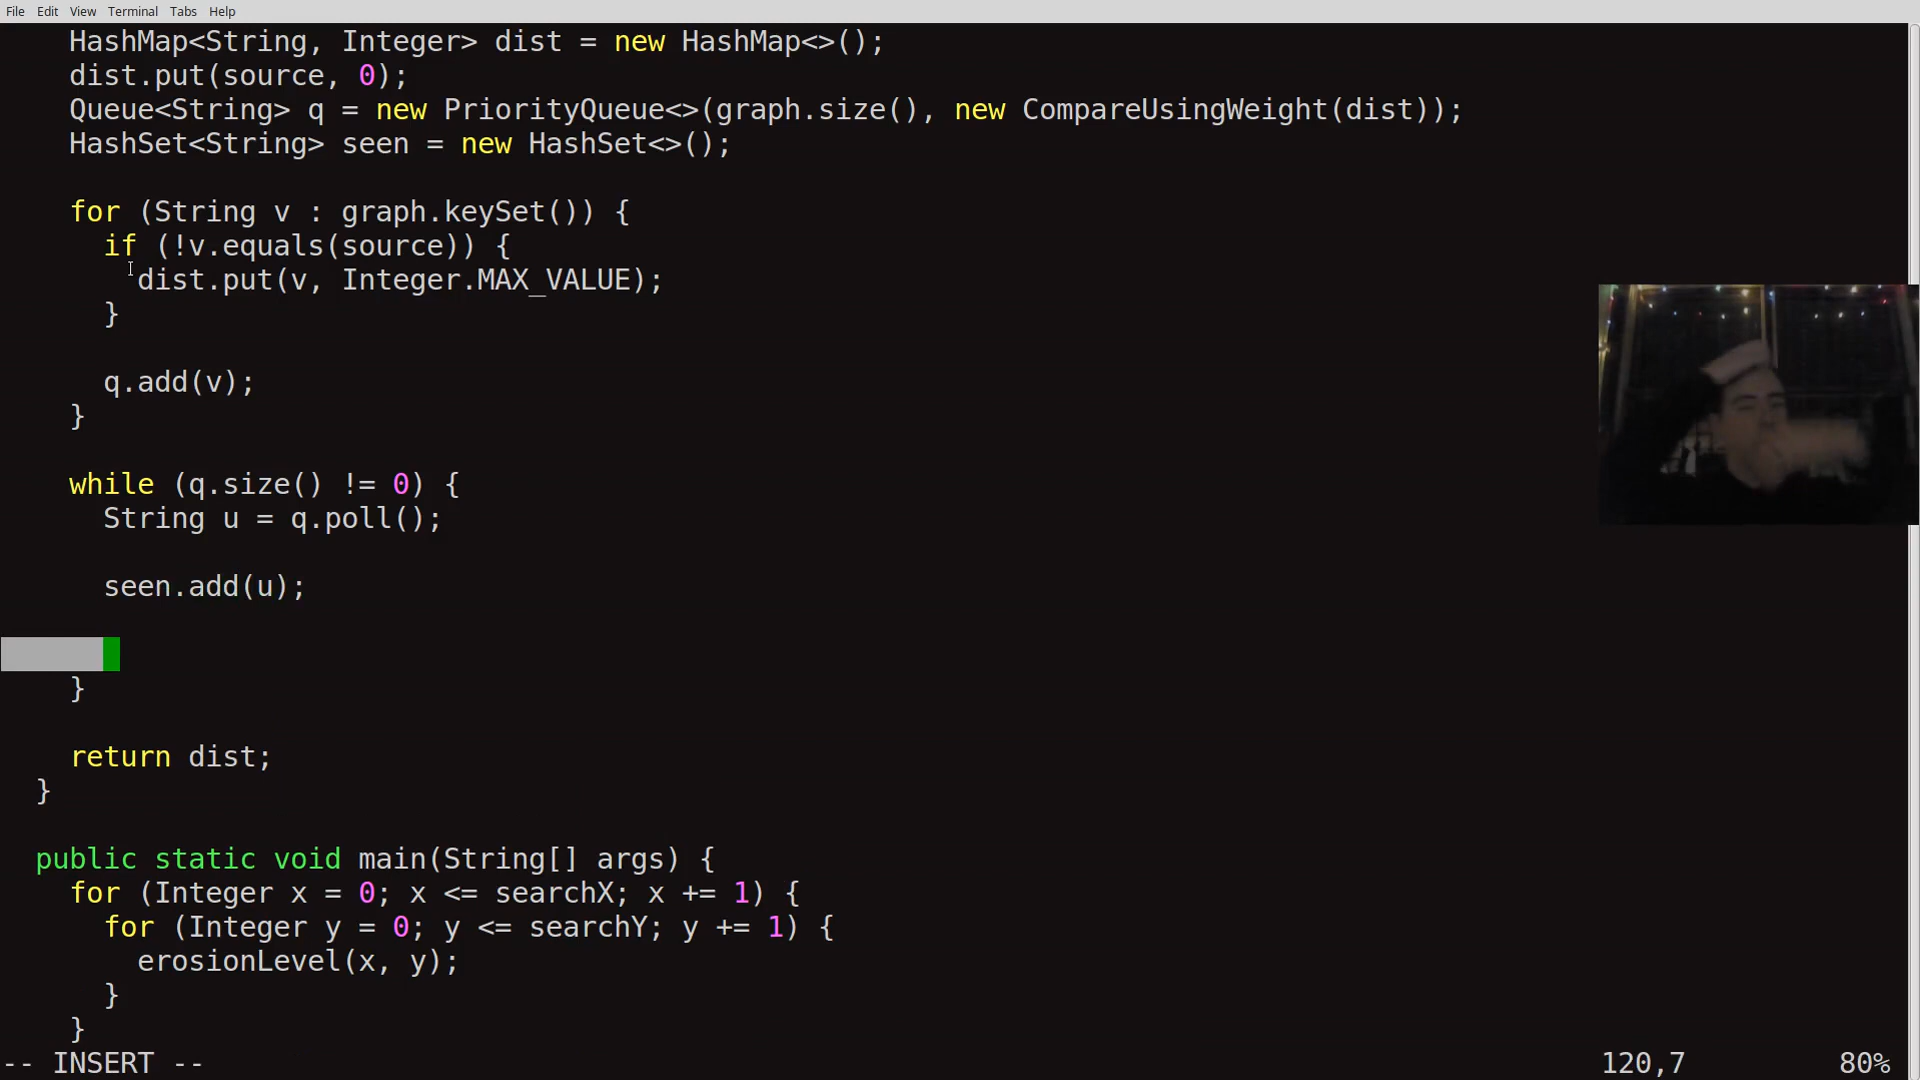 File Edit View Terminal Tabs Help
HashMap<String, Integer> dist = new HashMap<>();
dist.put(source, 0);
Queue<String> q = new PriorityQueue<>(graph.size(), new CompareUsingWeight(dist));
HashSet<String> seen = new HashSet<>();
for (String v : graph.keySet()) {
if (!v.equals(source)) {
dist.put(v, Integer.MAX_VALUE);
}
q.add(v);
}
while (q.size() != 0) {
String u = q.poll();
seen.add(u);
}
return dist;
}
public static void main(String[] args) {
for (Integer x = 0; x <= searchX; x += 1) {
for (Integer y = 0; y <= searchY; y += 1) {
erosionLevel(x, y);
}
}
-- INSERT -- 120,7 80%